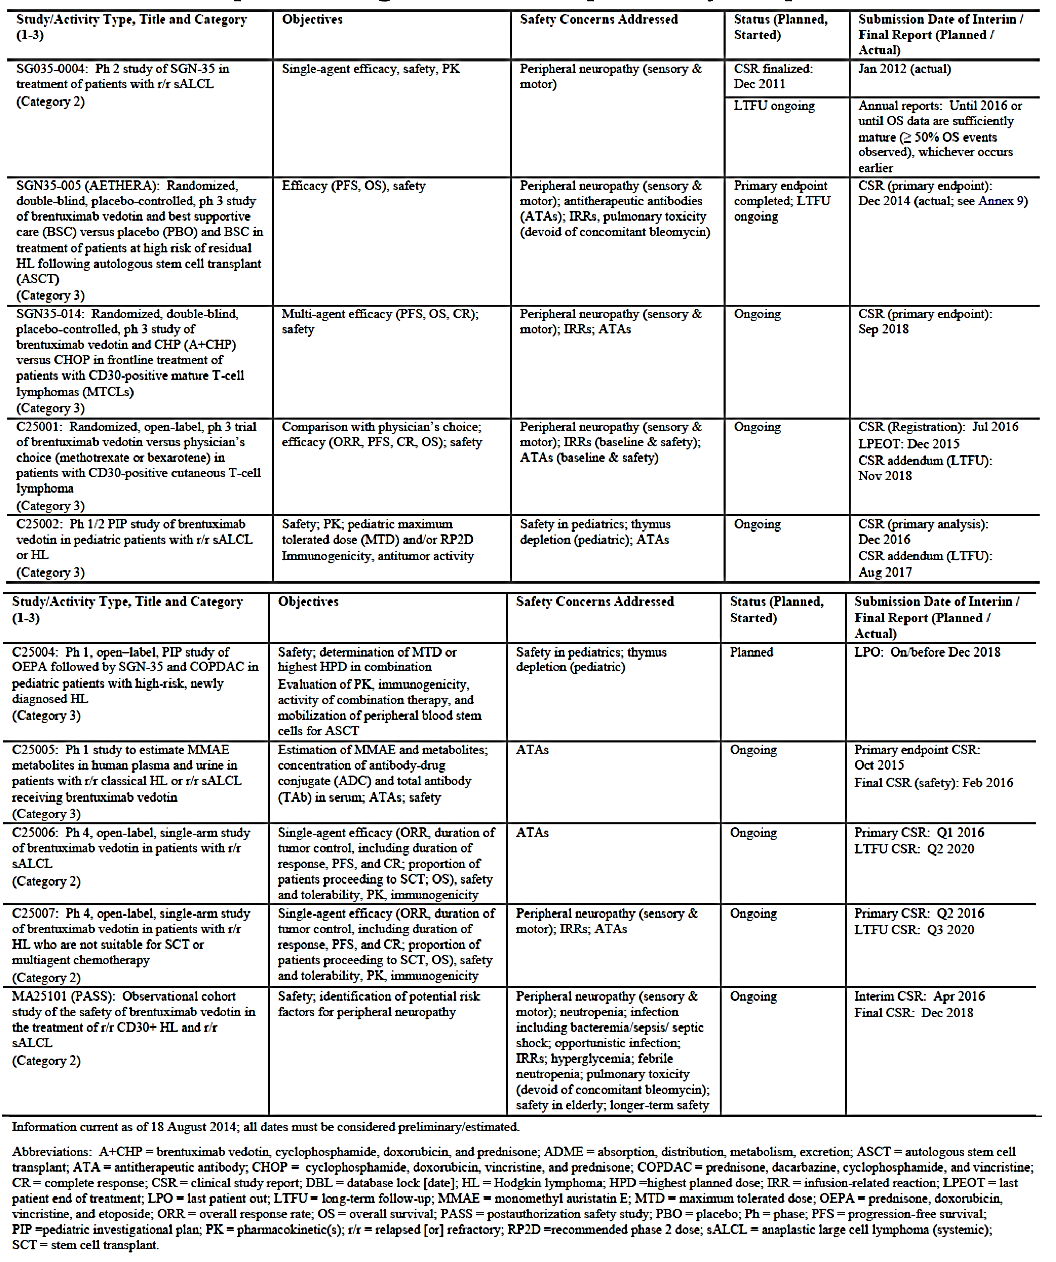 Study/Activity Type, Title and Category
(1-3)
Objectives
Safety Concerns Addressed
Status (Planned,
Started)
Submission Date of Interim /
Final Report (Planned /
Actual)
SG035-0004: Ph 2 study of SGN-35 in
treatment of patients with r/r sALCL
(Category 2)
Single-agent efficacy, safety, PK
Peripheral neuropathy (sensory &
motor)
CSR finalized:
Dec 2011
Jan 2012 (actual)
LTFU ongoing
Annual reports: Until 2016 or
until OS data are sufficiently
mature (≥ 50% OS events
observed), whichever occurs
earlier
SGN35-005 (AETHERA): Randomized,
double-blind, placebo-controlled, ph 3 study
of brentuximab vedotin and best supportive
care (BSC) versus placebo (PBO) and BSC in
treatment of patients at high risk of residual
HL following autologous stem cell transplant
(ASCT)
(Category 3)
Efficacy (PFS, OS), safety
Peripheral neuropathy (sensory &
motor); antitherapeutic antibodies
(ATAs); IRRs, pulmonary toxicity
(devoid of concomitant bleomycin)
Primary endpoint
completed; LTFU
ongoing
CSR (primary endpoint):
Dec 2014 (actual; see Annex 9)
SGN35-014: Randomized, double-blind,
placebo-controlled, ph 3 study of
brentuximab vedotin and CHP (A+CHP)
versus CHOP in frontline treatment of
patients with CD30-positive mature T-cell
lymphomas (MTCLs)
(Category 3)
Multi-agent efficacy (PFS, OS, CR);
safety
Peripheral neuropathy (sensory &
motor); IRRs; ATAs
Ongoing
CSR (primary endpoint):
Sep 2018
C25001: Randomized, open-label, ph 3 trial
of brentuximab vedotin versus physician's
choice (methotrexate or bexarotene) in
patients with CD30-positive cutaneous T-cell
lymphoma
(Category 3)
Comparison with physician's choice;
efficacy (ORR, PFS, CR, OS); safety
Peripheral neuropathy (sensory &
motor); IRRs (baseline & safety);
ATAs (baseline & safety)
Ongoing
CSR (Registration): Jul 2016
LPEOT: Dec 2015
CSR addendum (LTFU):
Nov 2018
C25002: Ph 1/2 PIP study of brentuximab
vedotin in pediatric patients with r/r sALCL
or HL
(Category 3)
Safety; PK; pediatric maximum
tolerated dose (MTD) and/or RP2D
Immunogenicity, antitumor activity
Safety in pediatrics; thymus
depletion (pediatric); ATAs
Ongoing
CSR (primary analysis):
Dec 2016
CSR addendum (LTFU):
Aug 2017
Study/Activity Type, Title and Category
(1-3)
Objectives
Safety Concerns Addressed
Status (Planned,
Started)
Submission Date of Interim /
Final Report (Planned /
Actual)
C25004: Ph 1, open–label, PIP study of
OEPA followed by SGN-35 and COPDAC in
pediatric patients with high-risk, newly
diagnosed HL
(Category 3)
Safety; determination of MTD or
highest HPD in combination
Evaluation of PK, immunogenicity,
activity of combination therapy, and
mobilization of peripheral blood stem
cells for ASCT
Safety in pediatrics; thymus
depletion (pediatric)
Planned
LPO: On/before Dec 2018
C25005: Ph 1 study to estimate MMAE
metabolites in human plasma and urine in
patients with r/r classical HL or r/r sALCL
receiving brentuximab vedotin
(Category 3)
Estimation of MMAE and metabolites;
concentration of antibody-drug
conjugate (ADC) and total antibody
(TAb) in serum; ATAs; safety
ATAs
Ongoing
Primary endpoint CSR:
Oct 2015
Final CSR (safety): Feb 2016
C25006: Ph 4, open-label, single-arm study
of brentuximab vedotin in patients with r/r
sALCL
(Category 2)
Single-agent efficacy (ORR, duration of
tumor control, including duration of
response, PFS, and CR; proportion of
patients proceeding to SCT; OS), safety
and tolerability, PK, immunogenicity
ATAs
Ongoing
Primary CSR: Q1 2016
LTFU CSR: Q2 2020
C25007: Ph 4, open-label, single-arm study
of brentuximab vedotin in patients with r/r
HL who are not suitable for SCT or
multiagent chemotherapy
(Category 2)
Single-agent efficacy (ORR, duration of
tumor control, including duration of
response, PFS, and CR; proportion of
patients proceeding to SCT, OS), safety
and tolerability, PK, immunogenicity
Peripheral neuropathy (sensory &
motor); IRRs; ATAs
Ongoing
Primary CSR: Q2 2016
LTFU CSR: Q3 2020
MA25101 (PASS): Observational cohort
study of the safety of brentuximab vedotin in
the treatment of r/r CD30+ HL and r/r
sALCL
(Category 2)
Safety; identification of potential risk
factors for peripheral neuropathy
Peripheral neuropathy (sensory &
motor); neutropenia; infection
including bacteremia/sepsis/ septic
shock; opportunistic infection;
IRRs; hyperglycemia; febrile
neutropenia; pulmonary toxicity
(devoid of concomitant bleomycin);
safety in elderly; longer-term safety
Ongoing
Interim CSR: Apr 2016
Final CSR: Dec 2018
Information current as of 18 August 2014; all dates must be considered preliminary/estimated.
Abbreviations: A+CHP = brentuximab vedotin, cyclophosphamide, doxorubicin, and prednisone; ADME = absorption, distribution, metabolism, excretion; ASCT = autologous stem cell
transplant; ATA = antitherapeutic antibody; CHOP = cyclophosphamide, doxorubicin, vincristine, and prednisone; COPDAC = prednisone, dacarbazine, cyclophosphamide, and vincristine;
CR = complete response; CSR = clinical study report; DBL = database lock [date]; HL = Hodgkin lymphoma; HPD =highest planned dose; IRR = infusion-related reaction; LPEOT = last
patient end of treatment; LPO = last patient out; LTFU = long-term follow-up; MMAE = monomethyl auristatin E; MTD = maximum tolerated dose; OEPA = prednisone, doxorubicin,
vincristine, and etoposide; ORR = overall response rate; OS = overall survival; PASS = postauthorization safety study; PBO = placebo; Ph = phase; PFS = progression-free survival;
PIP =pediatric investigational plan; PK = pharmacokinetic(s); r/r = relapsed [or] refractory; RP2D =recommended phase 2 dose; sALCL = anaplastic large cell lymphoma (systemic);
SCT = stem cell transplant.